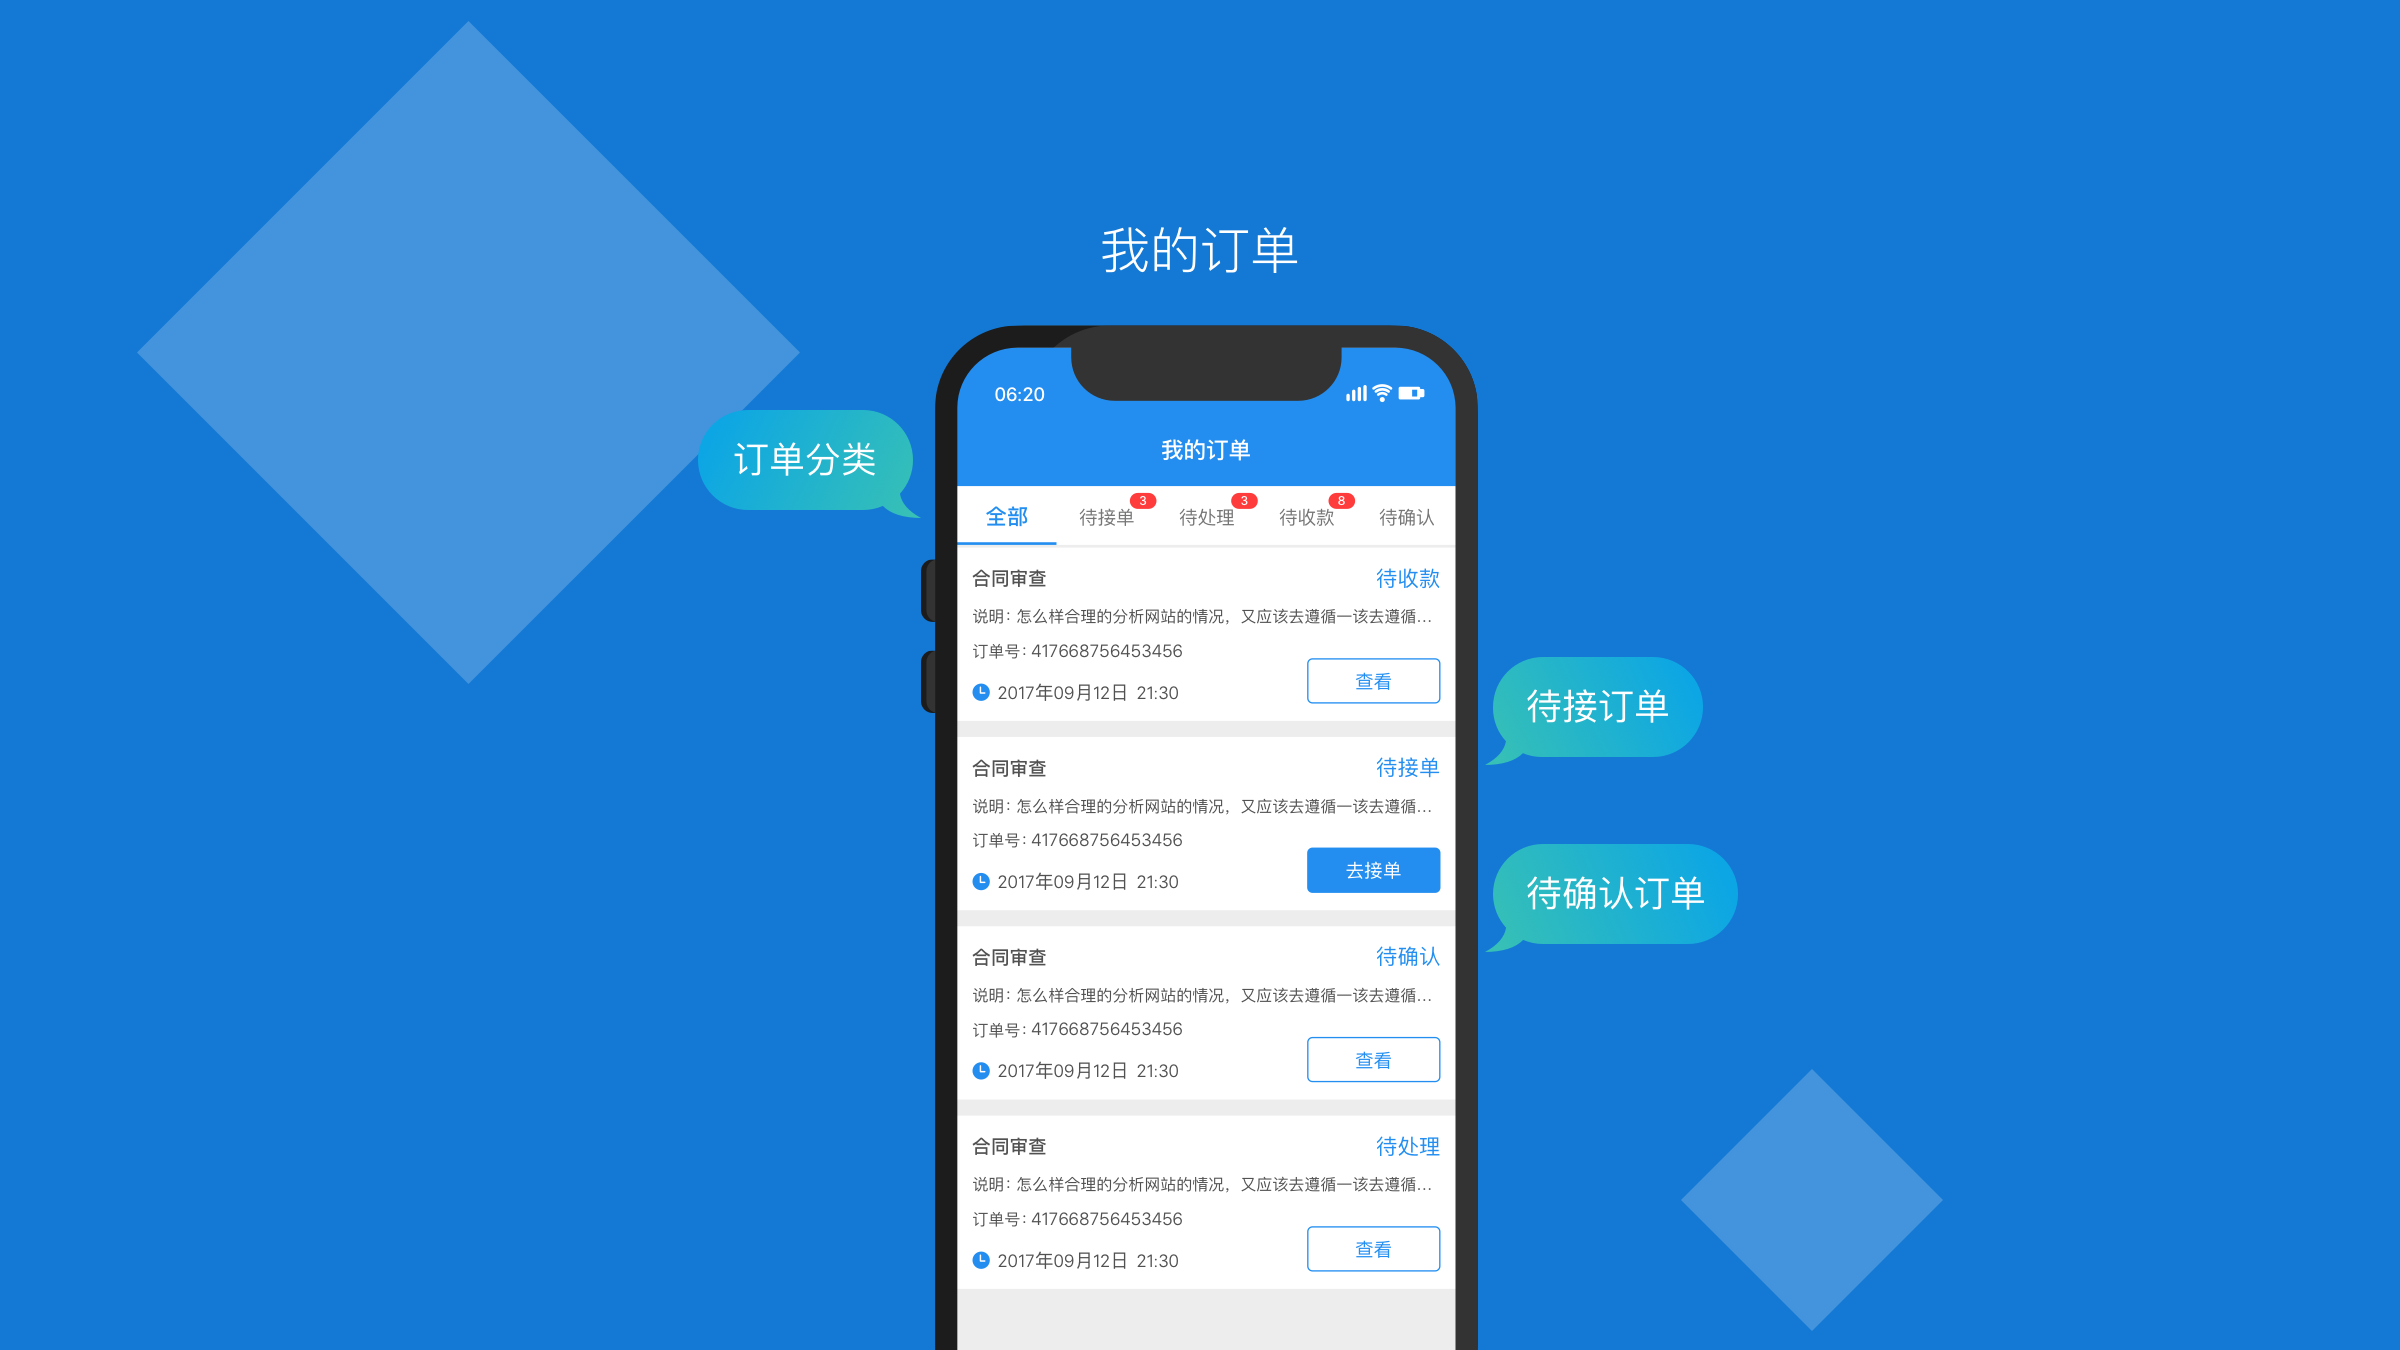 我的订单
06:20
我的订单
订单分类
全部 待接单 3 待处理 3 待收款 8 待确认
合同审查 待收款
说明：怎么样合理的分析网站的情况，又应该去遵循一该去遵循...
订单号：417668756453456
查看
2017年09月12日 21:30
待接订单
合同审查 待接单
说明：怎么样合理的分析网站的情况，又应该去遵循一该去遵循...
订单号：417668756453456
去接单
2017年09月12日 21:30
待确认订单
合同审查 待确认
说明：怎么样合理的分析网站的情况，又应该去遵循一该去遵循...
订单号：417668756453456
查看
2017年09月12日 21:30
合同审查 待处理
说明：怎么样合理的分析网站的情况，又应该去遵循一该去遵循...
订单号：417668756453456
查看
2017年09月12日 21:30